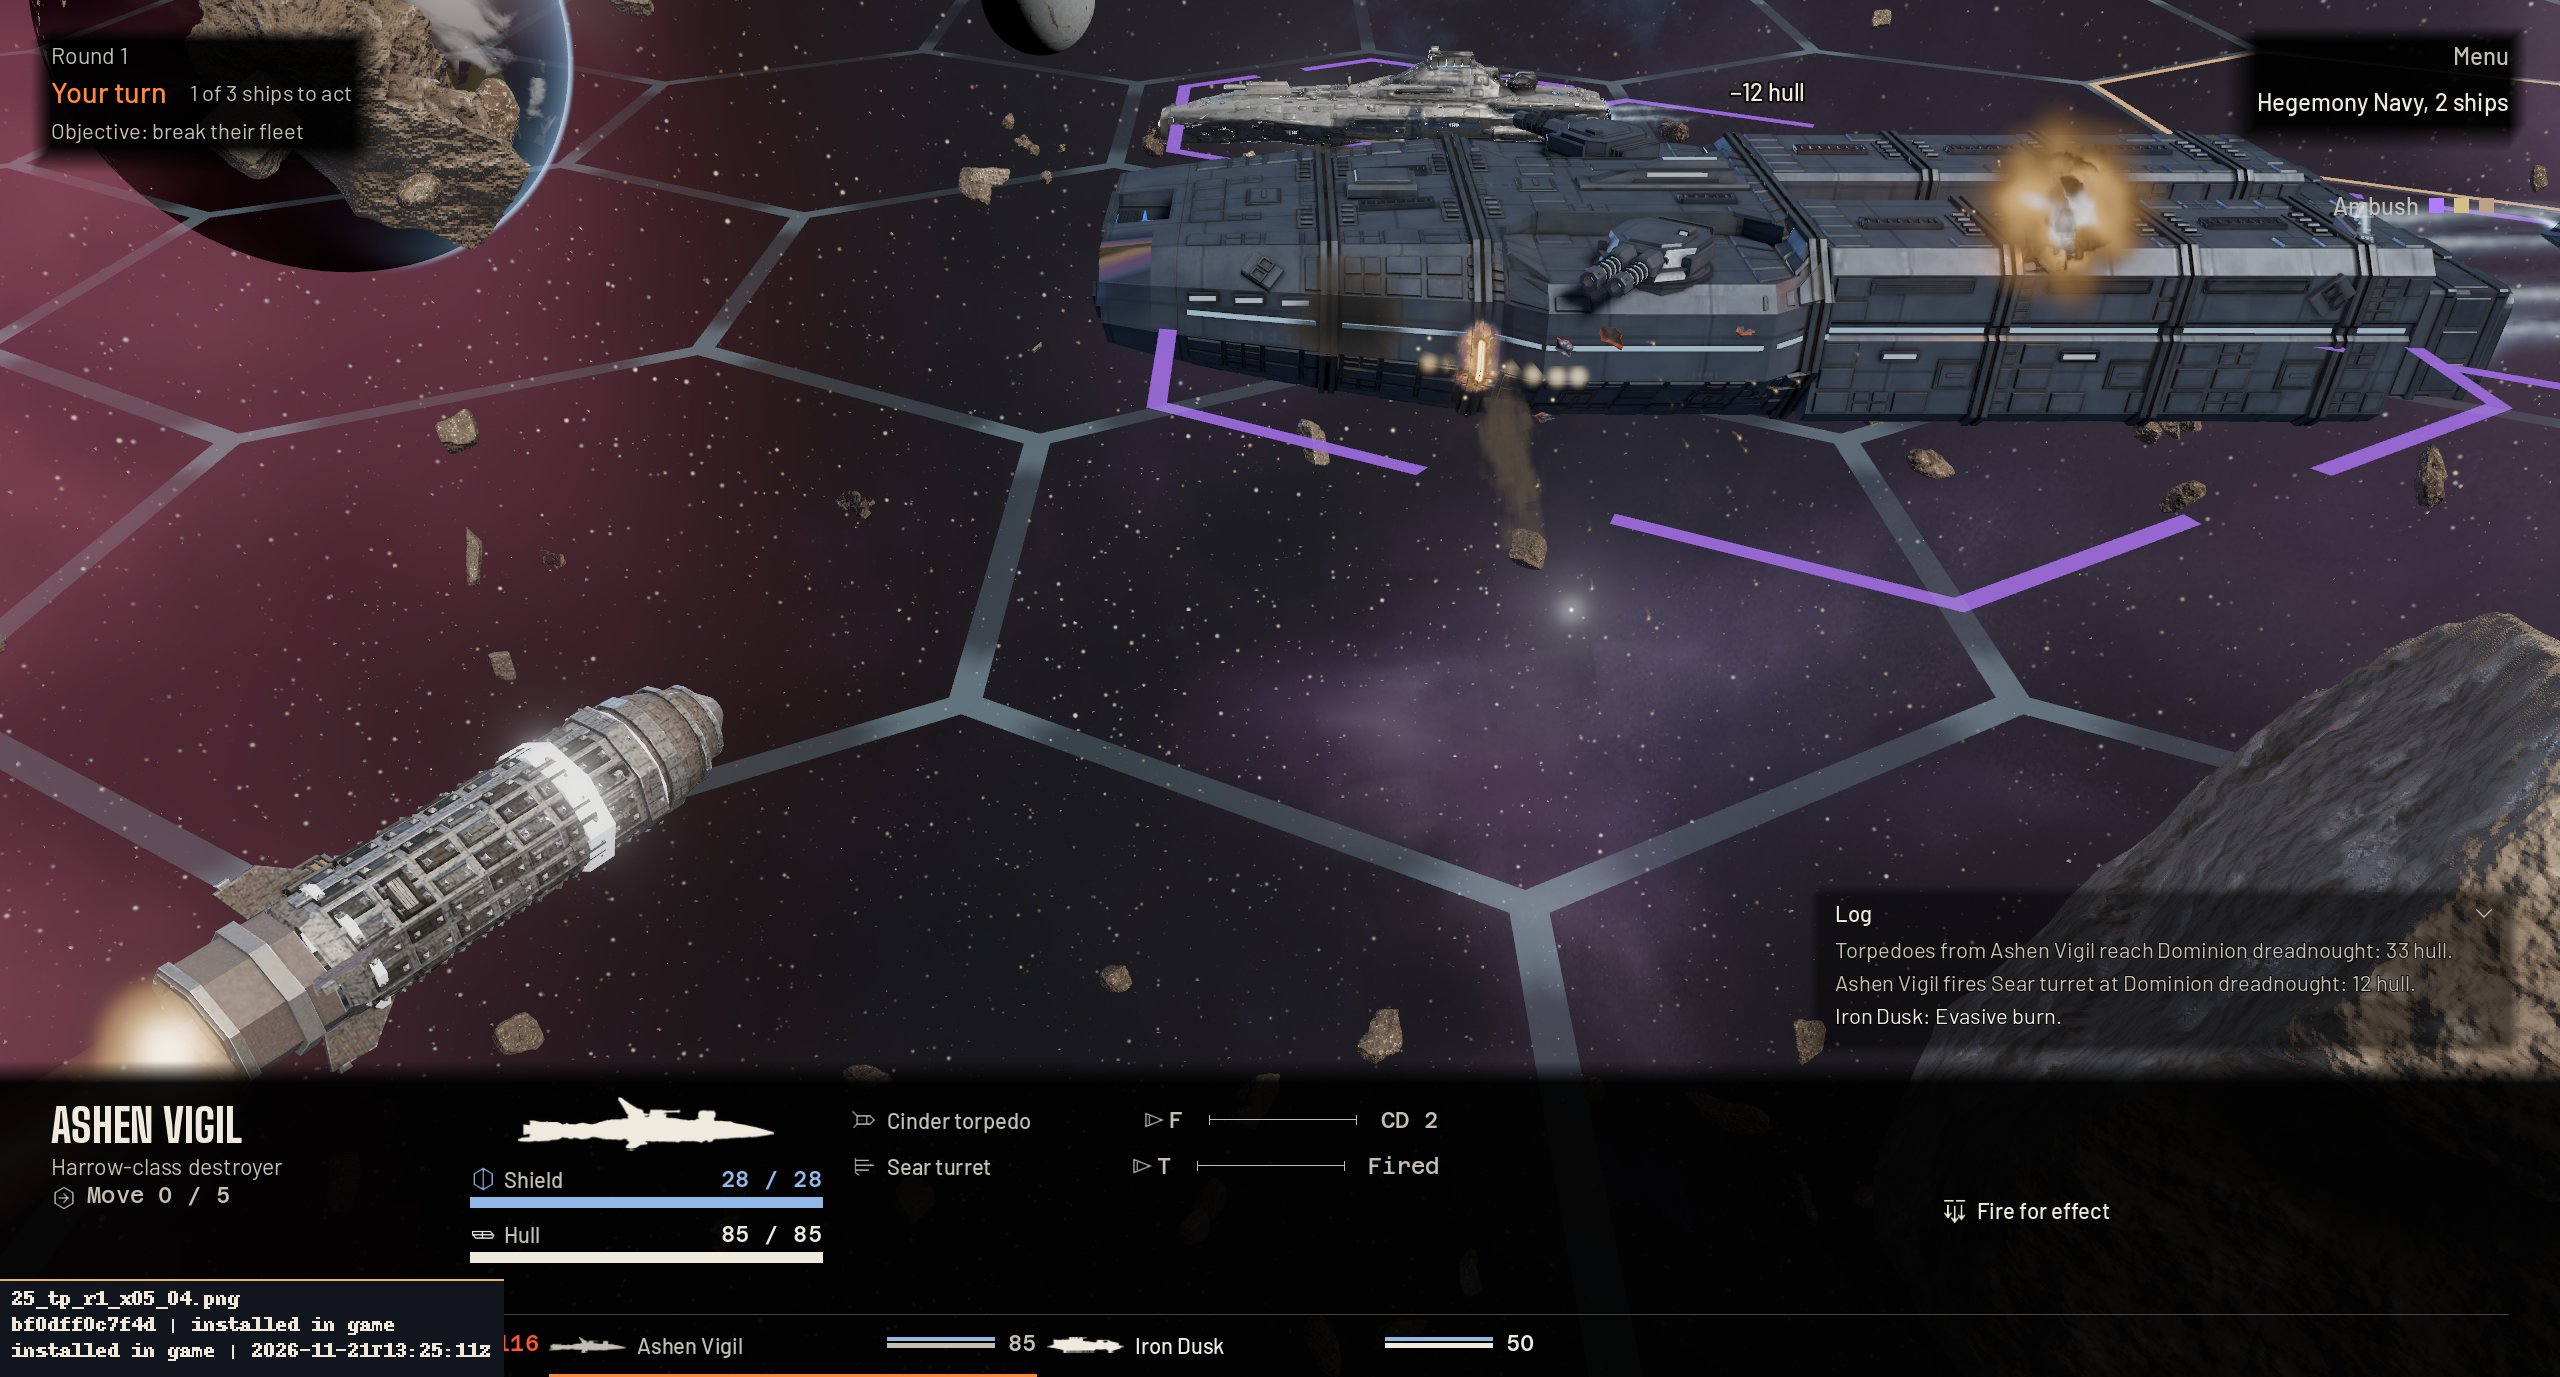 Round 1
Your turn 1 of 3 ships to act
Objective: break their fleet
Menu
Hegemony Navy, 2 ships
−12 hull
Ambush
Log
Torpedoes from Ashen Vigil reach Dominion dreadnought: 33 hull.
Ashen Vigil fires Sear turret at Dominion dreadnought: 12 hull.
Iron Dusk: Evasive burn.
ASHEN VIGIL
Harrow-class destroyer
Move 0 / 5
Shield 28 / 28
Hull 85 / 85
Cinder torpedo F CD 2
Sear turret T Fired
Fire for effect
25_tp_r1_x05_04.png
bf0dff0c7f4d | installed in game
installed in game | 2026-11-21r13:25:11z
116 Ashen Vigil 85 Iron Dusk 50